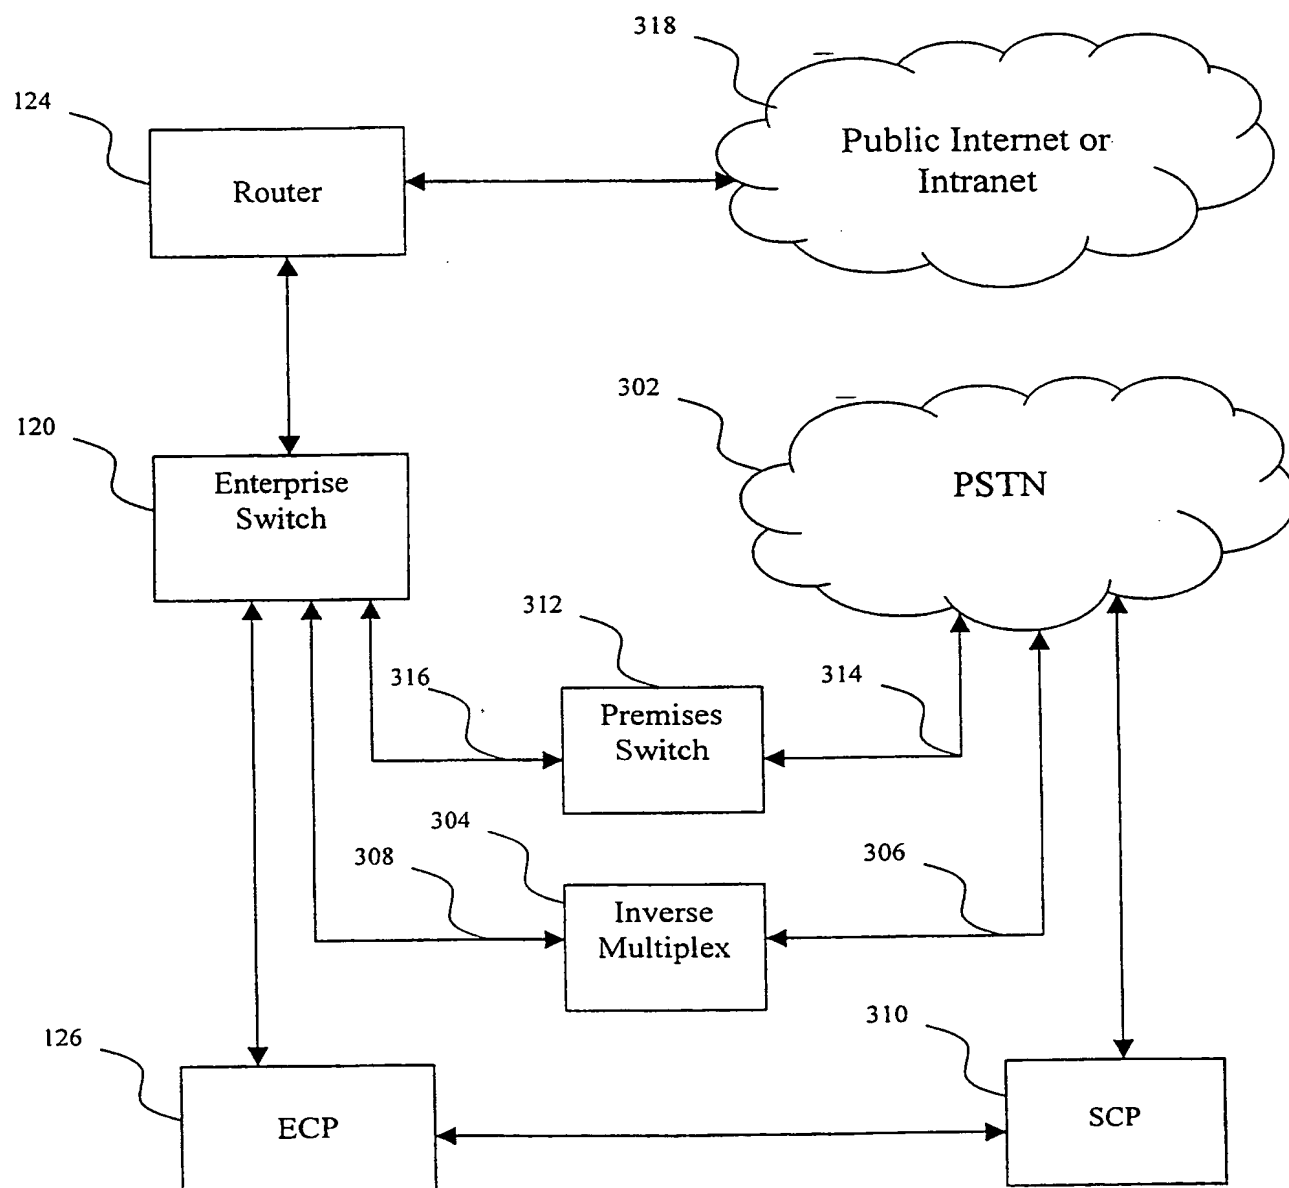 318
124
Public Internet or
Intranet
Router
302
120
Enterprise
Switch
PSTN
312
316
314
Premises
Switch
304
308
306
Inverse
Multiplex
310
126
ECP
SCP